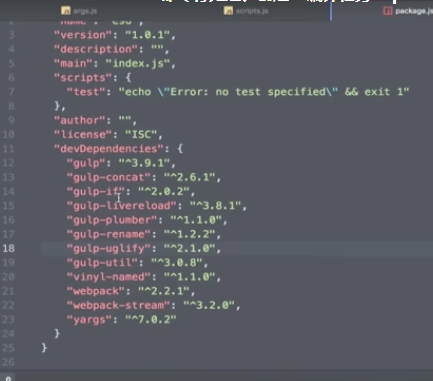 args.js scripts.js package.js
2 "name": "es6",
3 "version": "1.0.1",
4 "description": "",
5 "main": "index.js",
6 "scripts": {
7 "test": "echo \"Error: no test specified\" && exit 1"
8 },
9 "author": "",
10 "license": "ISC",
11 "devDependencies": {
12 "gulp": "^3.9.1",
13 "gulp-concat": "^2.6.1",
14 "gulp-if": "^2.0.2",
15 "gulp-livereload": "^3.8.1",
16 "gulp-plumber": "^1.1.0",
17 "gulp-rename": "^1.2.2",
18 "gulp-uglify": "^2.1.0",
19 "gulp-util": "^3.0.8",
20 "vinyl-named": "^1.1.0",
21 "webpack": "^2.2.1",
22 "webpack-stream": "^3.2.0",
23 "yargs": "^7.0.2"
24 }
25 }
26